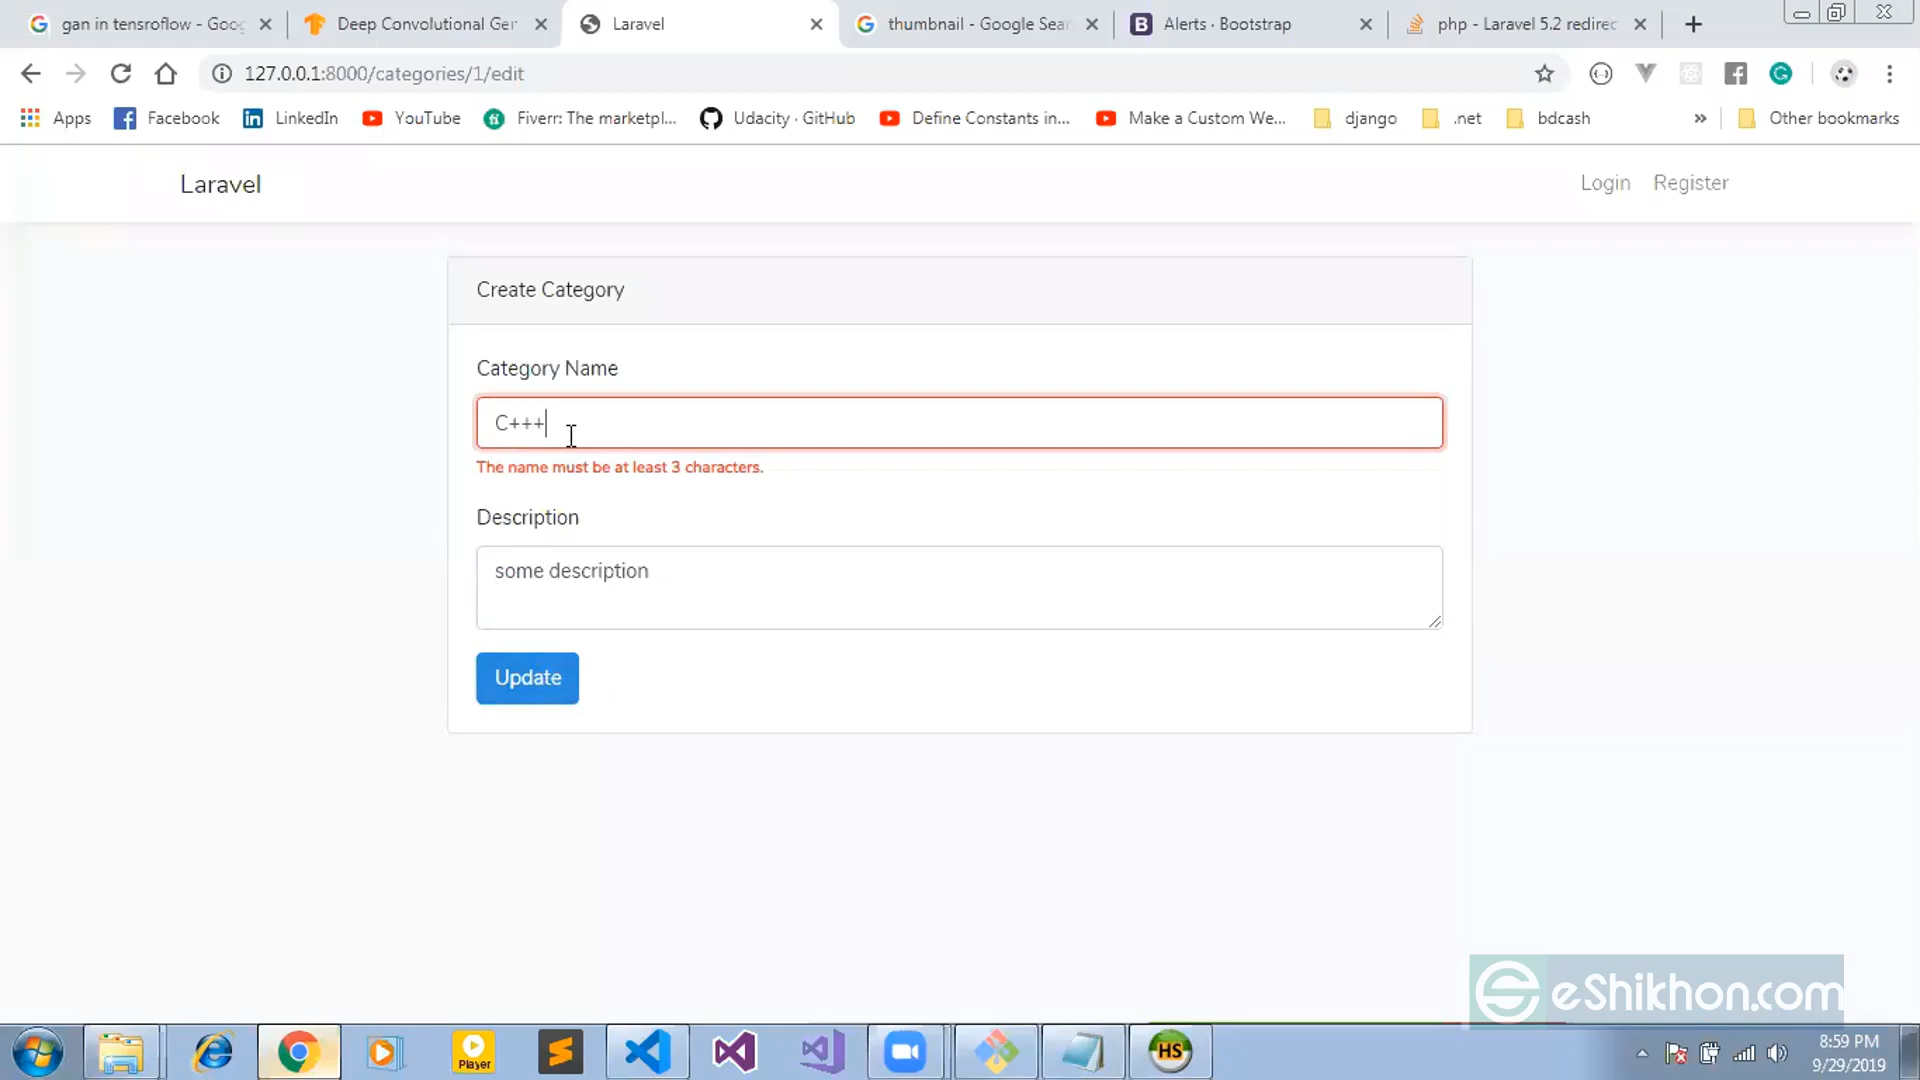 gan in tensroflow - Goog
Deep Convolutional Ger
Laravel
thumbnail - Google Sear
Alerts · Bootstrap
php - Laravel 5.2 redirec
127.0.0.1:8000/categories/1/edit
Apps
Facebook
LinkedIn
YouTube
Fiverr: The marketpl...
Udacity · GitHub
Define Constants in...
Make a Custom We...
django
.net
bdcash
»
Other bookmarks
Laravel
Login
Register
Create Category
Category Name
C+++
The name must be at least 3 characters.
Description
some description
Update
eShikhon.com
Player
HS
8:59 PM
9/29/2019